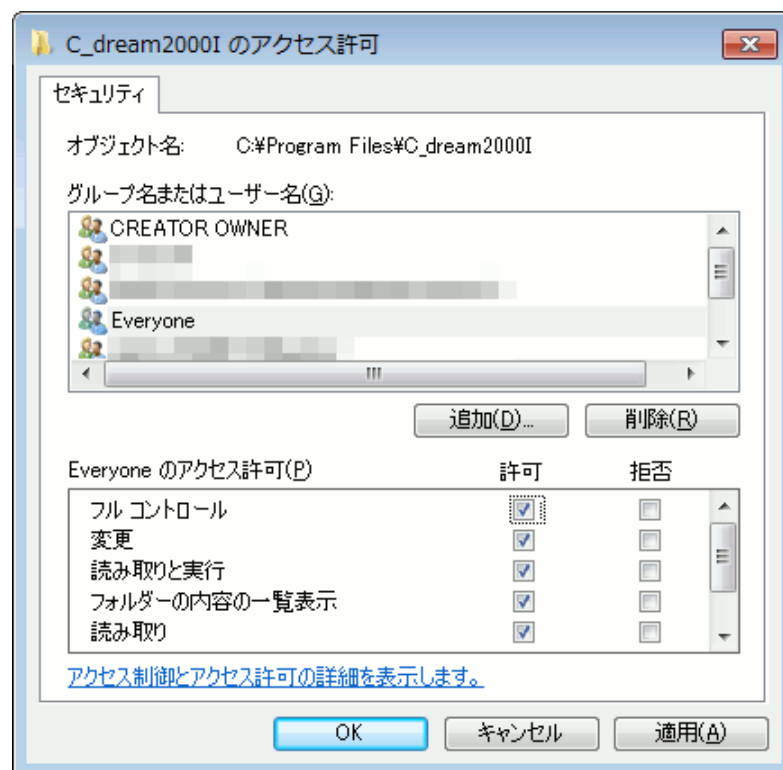 C_dream2000I のアクセス許可
セキュリティ
オブジェクト名: C:¥Program Files¥C_dream2000I
グループ名またはユーザー名(G):
CREATOR OWNER
Everyone
追加(D)... 削除(R)
Everyone のアクセス許可(P) 許可 拒否
フル コントロール
変更
読み取りと実行
フォルダーの内容の一覧表示
読み取り
アクセス制御とアクセス許可の詳細を表示します。
OK キャンセル 適用(A)